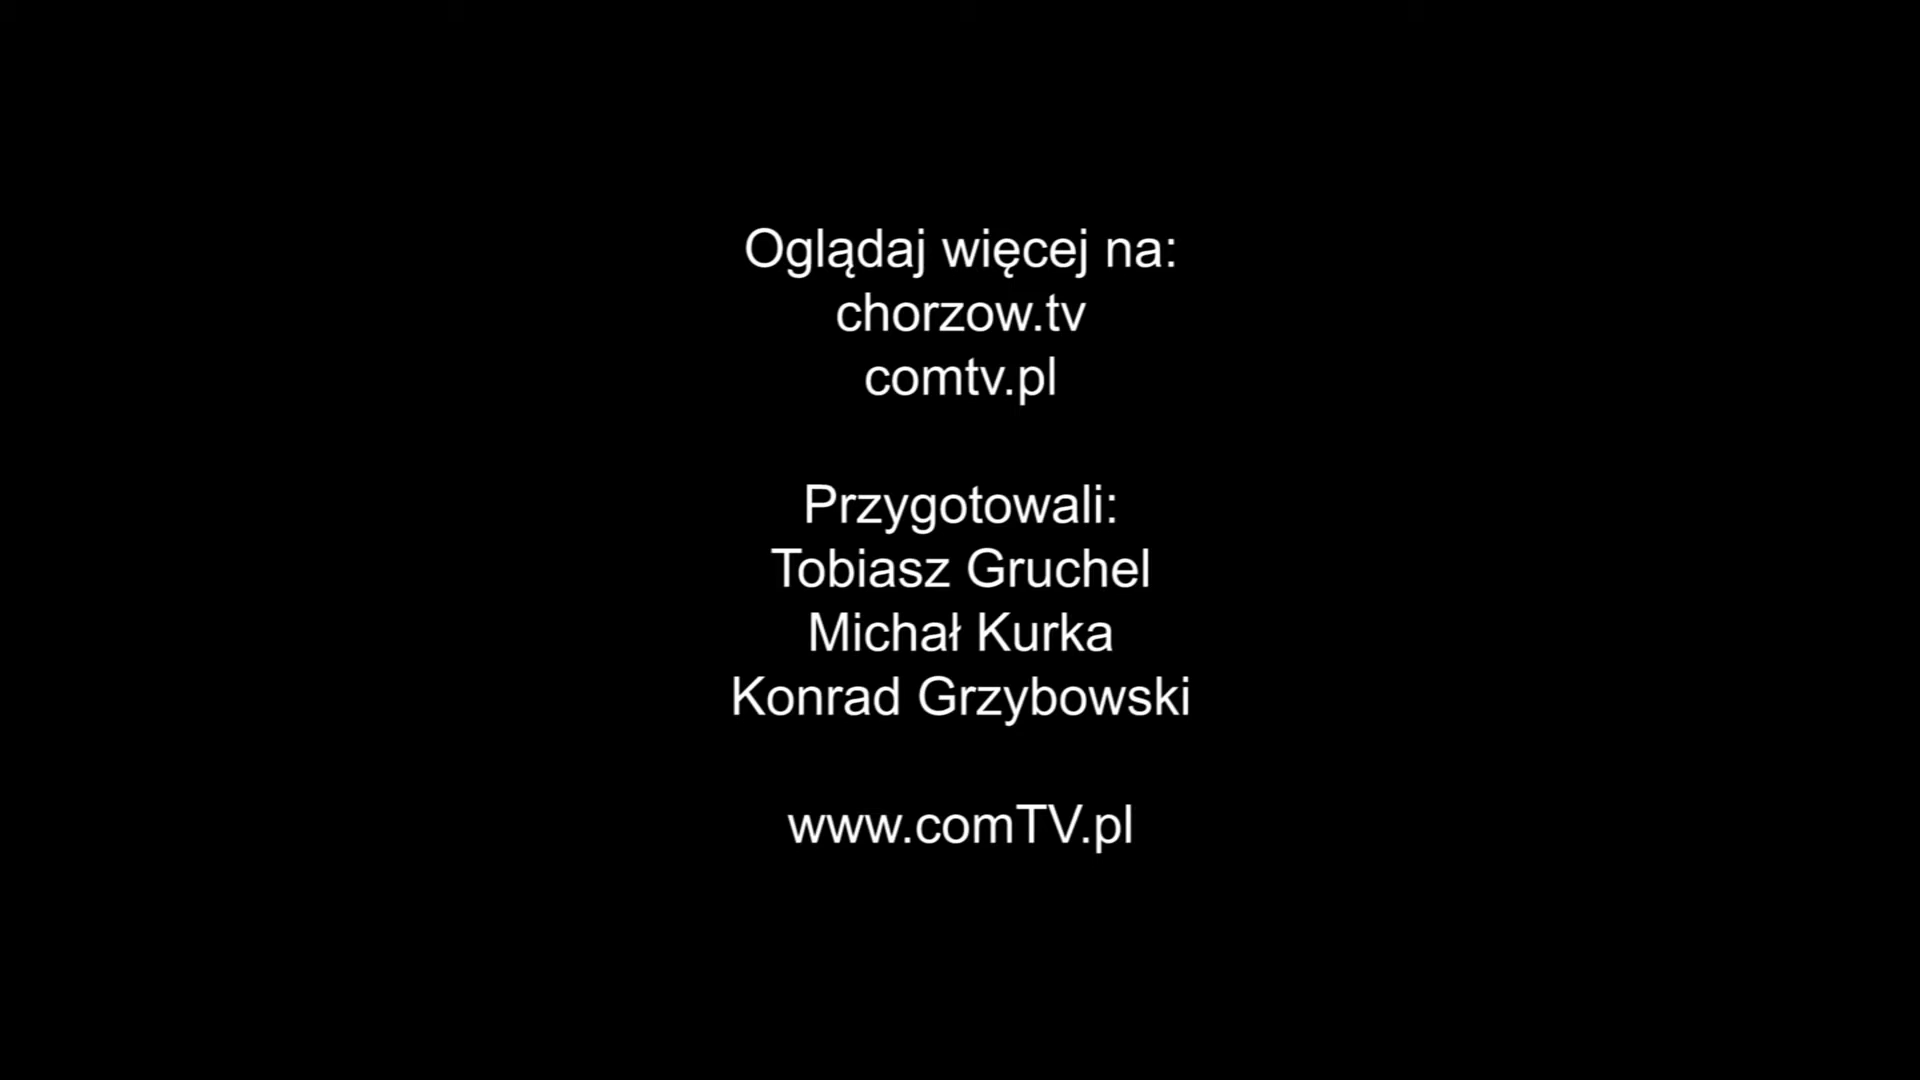 Oglądaj więcej na:
chorzow.tv
comtv.pl
Przygotowali:
Tobiasz Gruchel
Michał Kurka
Konrad Grzybowski
www.comTV.pl